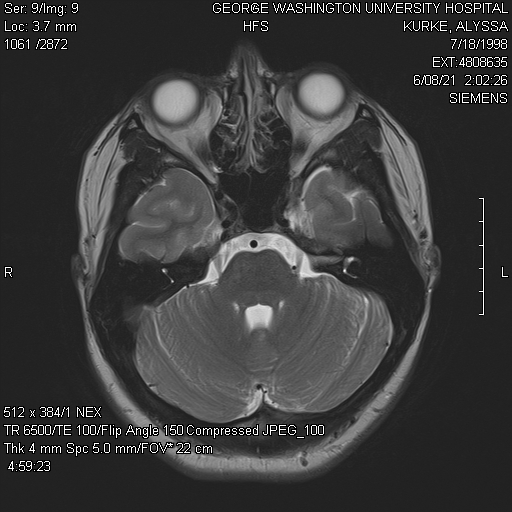 Ser: 9/Img: 9
Loc: 3.7 mm
1061 /2872
GEORGE WASHINGTON UNIVERSITY HOSPITAL
HFS
KURKE, ALYSSA
7/18/1998
EXT:4808635
6/08/21 2:02:26
SIEMENS
R
L
512 x 384/1 NEX
TR 6500/TE 100/Flip Angle 150 Compressed JPEG_100
Thk 4 mm Spc 5.0 mm/FOV* 22 cm
4:59:23